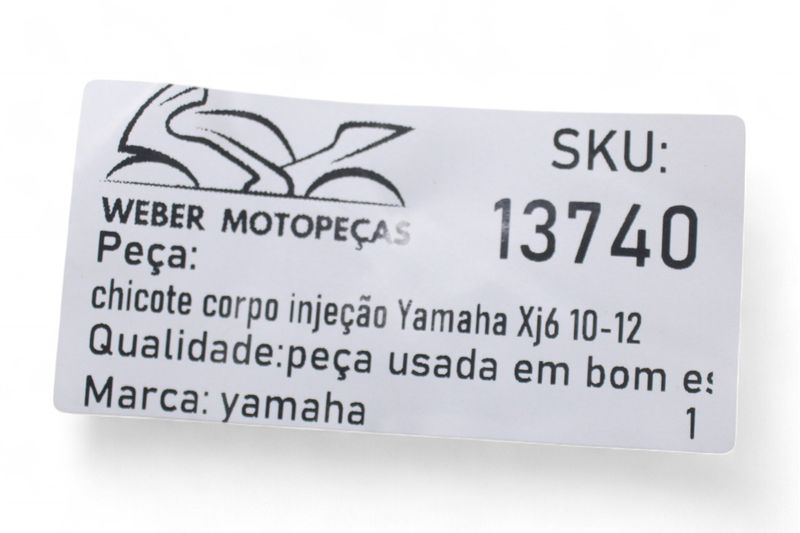 WEBER MOTOPEÇAS
SKU:
13740
Peça:
chicote corpo injeção Yamaha Xj6 10-12
Qualidade:peça usada em bom es
Marca: yamaha
1